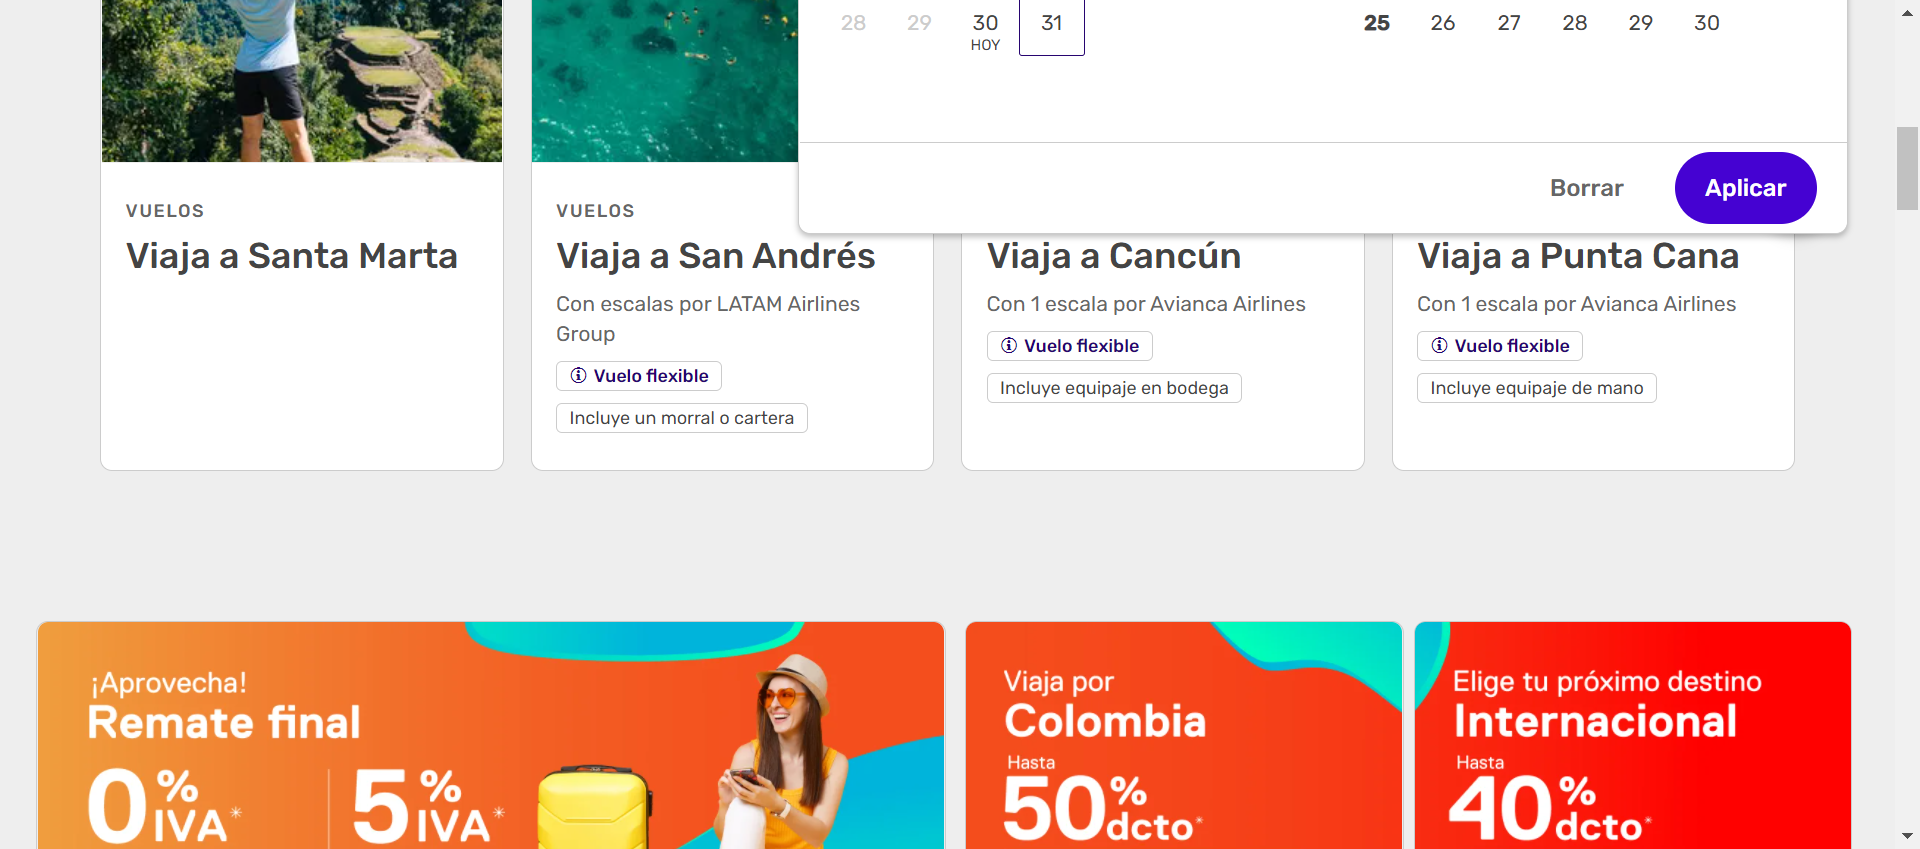 28 29 30 31 25 26 27 28 29 30
HOY
Borrar Aplicar
VUELOS
Viaja a Santa Marta
VUELOS
Viaja a San Andrés
Con escalas por LATAM Airlines
Group
Vuelo flexible
Incluye un morral o cartera
Viaja a Cancún
Con 1 escala por Avianca Airlines
Vuelo flexible
Incluye equipaje en bodega
Viaja a Punta Cana
Con 1 escala por Avianca Airlines
Vuelo flexible
Incluye equipaje de mano
¡Aprovecha!
Remate final
0% IVA* 5% IVA*
Viaja por
Colombia
Hasta
50% dcto*
Elige tu próximo destino
Internacional
Hasta
40% dcto*